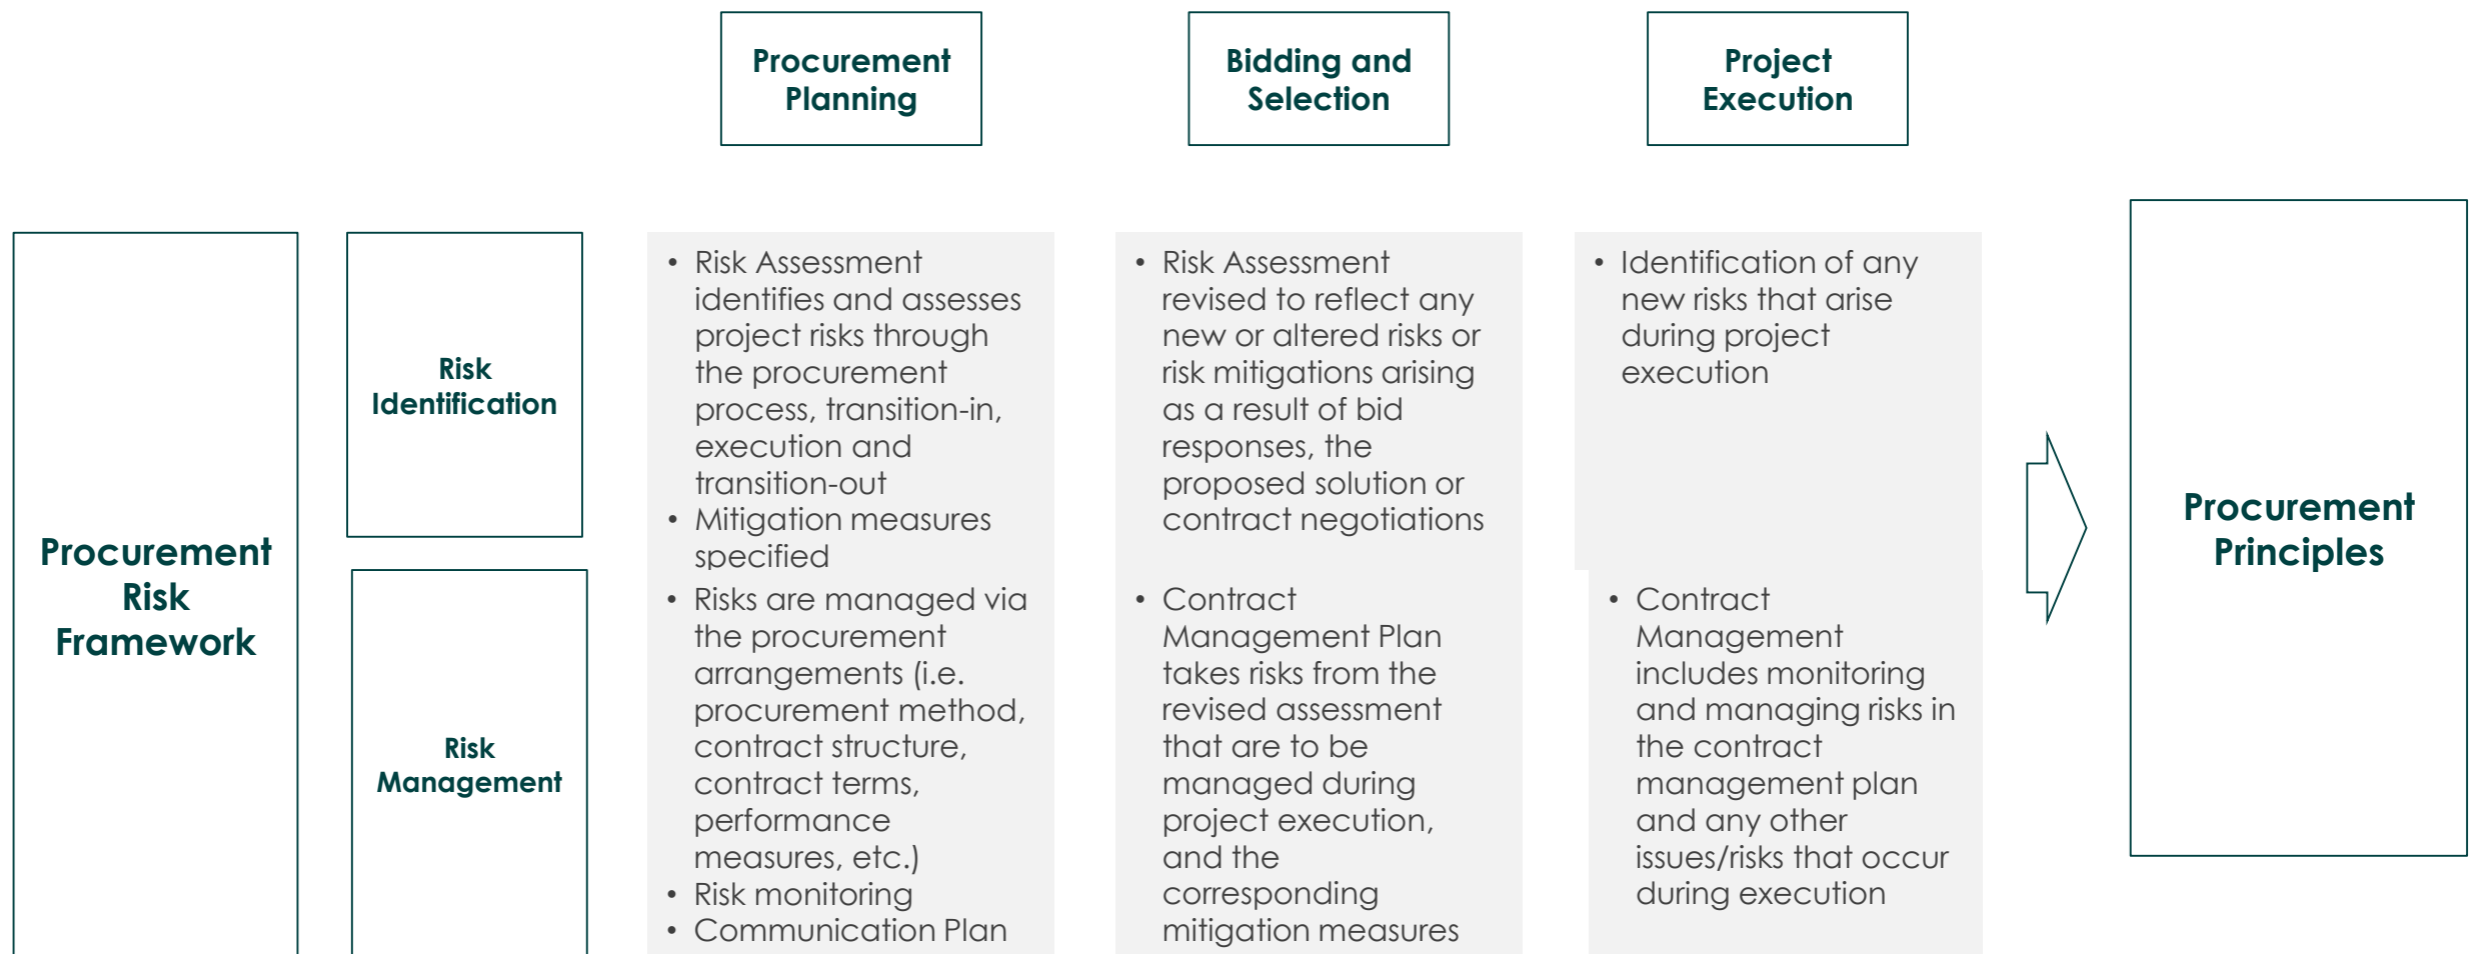 Procurement
Planning
Bidding and
Selection
Project
Execution
Procurement
Risk
Framework
Risk
Identification
• Risk Assessment
identifies and assesses
project risks through
the procurement
process, transition-in,
execution and
transition-out
• Mitigation measures
specified
• Risk Assessment
revised to reflect any
new or altered risks or
risk mitigations arising
as a result of bid
responses, the
proposed solution or
contract negotiations
• Identification of any
new risks that arise
during project
execution
Risk
Management
• Risks are managed via
the procurement
arrangements (i.e.
procurement method,
contract structure,
contract terms,
performance
measures, etc.)
• Risk monitoring
• Communication Plan
• Contract
Management Plan
takes risks from the
revised assessment
that are to be
managed during
project execution,
and the
corresponding
mitigation measures
• Contract
Management
includes monitoring
and managing risks in
the contract
management plan
and any other
issues/risks that occur
during execution
Procurement
Principles